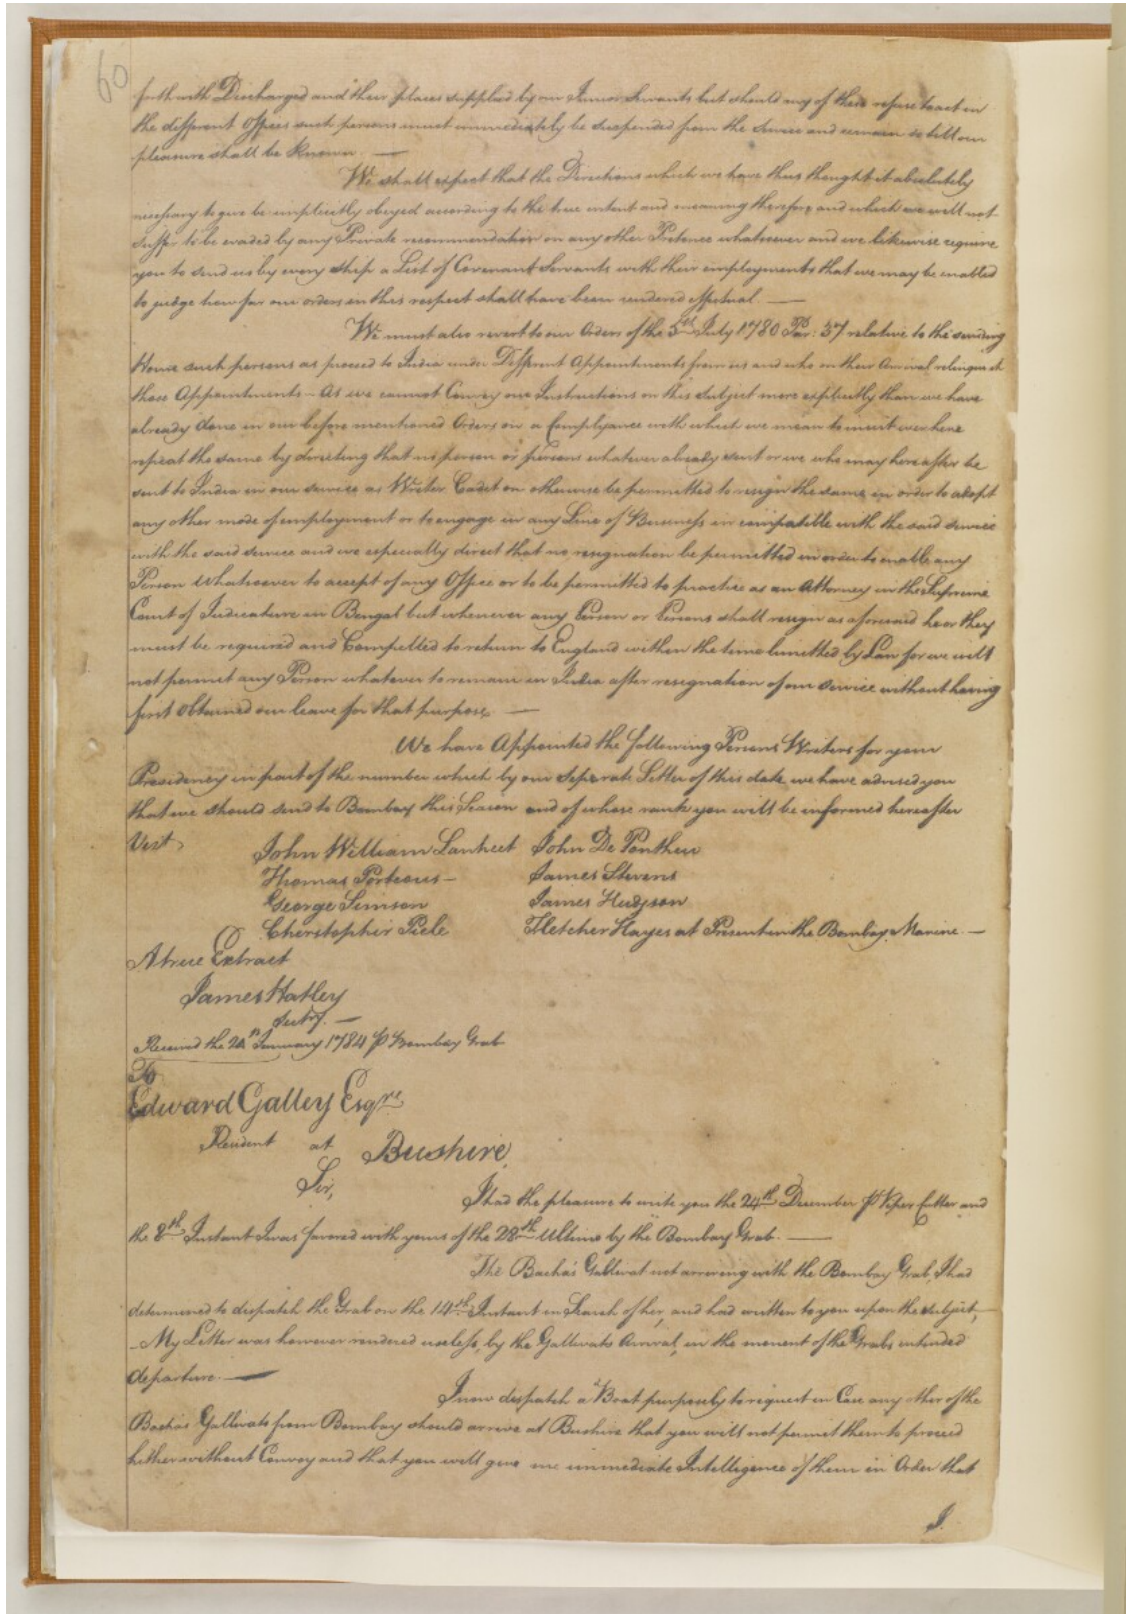 60
forthwith Discharged and their places supplied by our Junior Servants but should any of them refuse to act in
the different Offices such persons must immediately be suspended from the Service and remain so till our
pleasure shall be known. —
We shall expect that the Directions which we have thus thought it absolutely
necessary to give be implicitly obeyed according to the true intent and meaning thereof and which we will not
suffer to be evaded by any Private recommendation or any other Pretence whatsoever and we likewise require
you to send us by every ship a List of Covenant Servants with their employments that we may be enabled
to judge how far our orders in this respect shall have been rendered effectual. —
We must also revert to our Orders of the 5th July 1780 Par: 37 relative to the sending
Home such persons as proceed to India under Different Appointments from us and who on their Arrival relinquish
those Appointments — As we cannot Convey our Instructions on this subject more explicitly than we have
already done in our before mentioned Orders on a Complyance with which we mean to insist we here
repeat the same by directing that no person or persons whatever already sent or who may hereafter be
sent to India in our service as Writer Cadet or otherwise be permitted to resign the same in order to adopt
any other mode of employment or to engage in any Line of Business incompatible with the said service
with the said service and we especially direct that no resignation be permitted in order to enable any
Person whatsoever to accept of any Office or to be permitted to practice as an Attorney in the Supreme
Court of Judicature in Bengal but whenever any Person or Persons shall resign as aforesaid he or they
must be required and Compelled to return to England within the time limitted by Law for we will
not permit any Person whatever to remain in India after resignation of our service without having
first obtained our leave for that purpose. —
We have Appointed the following Persons Writers for your
Presidency in part of the number which by our Separate Letter of this date we have advised you
that we should send to Bombay this Season and of whose rank you will be informed hereafter
Vizt.
John William Lanheet John De Ponthieu
Thomas Porteous — James Stevens
George Simson James Hudgson
Christopher Peile Fletcher Hayes at Present in the Bombay Marine. —
A true Extract
James Hatley
Sectry. —
Received the January 1784 P Bombay Grab
To
Edward Galley Esqre.
Resident at Bushire,
Sir,
I had the pleasure to write you the 24th December P Viper Cutter and
the 8th Instant I was favored with yours of the 28th Ultimo by the Bombay Grab. —
The Bacha's Gallivat not arriving with the Bombay Grab, I had
determined to despatch the Grab on the 14th Instant in Search of her, and had written to you upon the subject,
— My Letter was however rendered useless, by the Gallivats Arrival, in the moment of the Grabs intended
departure. —
I now despatch a Boat purposely to request in Case any other of the
Bacha's Gallivats from Bombay should arrive at Bushire that you will not permit them to proceed
hither without Convoy and that you will give me immediate Intelligence of them in Order that
I